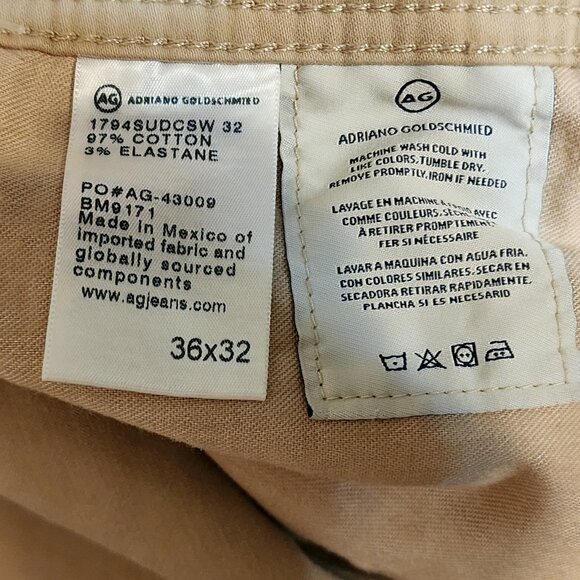 AG ADRIANO GOLDSCHMIED
1794SUDCSW 32
97% COTTON
3% ELASTANE
PO#AG-43009
BM9171
Made in Mexico of
imported fabric and
globally sourced
components
www.agjeans.com
36x32
AG
ADRIANO GOLDSCHMIED
MACHINE WASH COLD WITH
LIKE COLORS, TUMBLE DRY,
REMOVE PROMPTLY, IRON IF NEEDED
LAVAGE EN MACHINE À FROID AVEC
COMME COULEURS, AVEC
À RETIRER PROMPTEMENT
FER SI NÉCESSAIRE
LAVAR A MAQUINA CON AGUA FRIA,
CON COLORES SIMILARES, SECAR EN
SECADORA RETIRAR RAPIDAMENTE,
PLANCHA SI ES NECESARIO